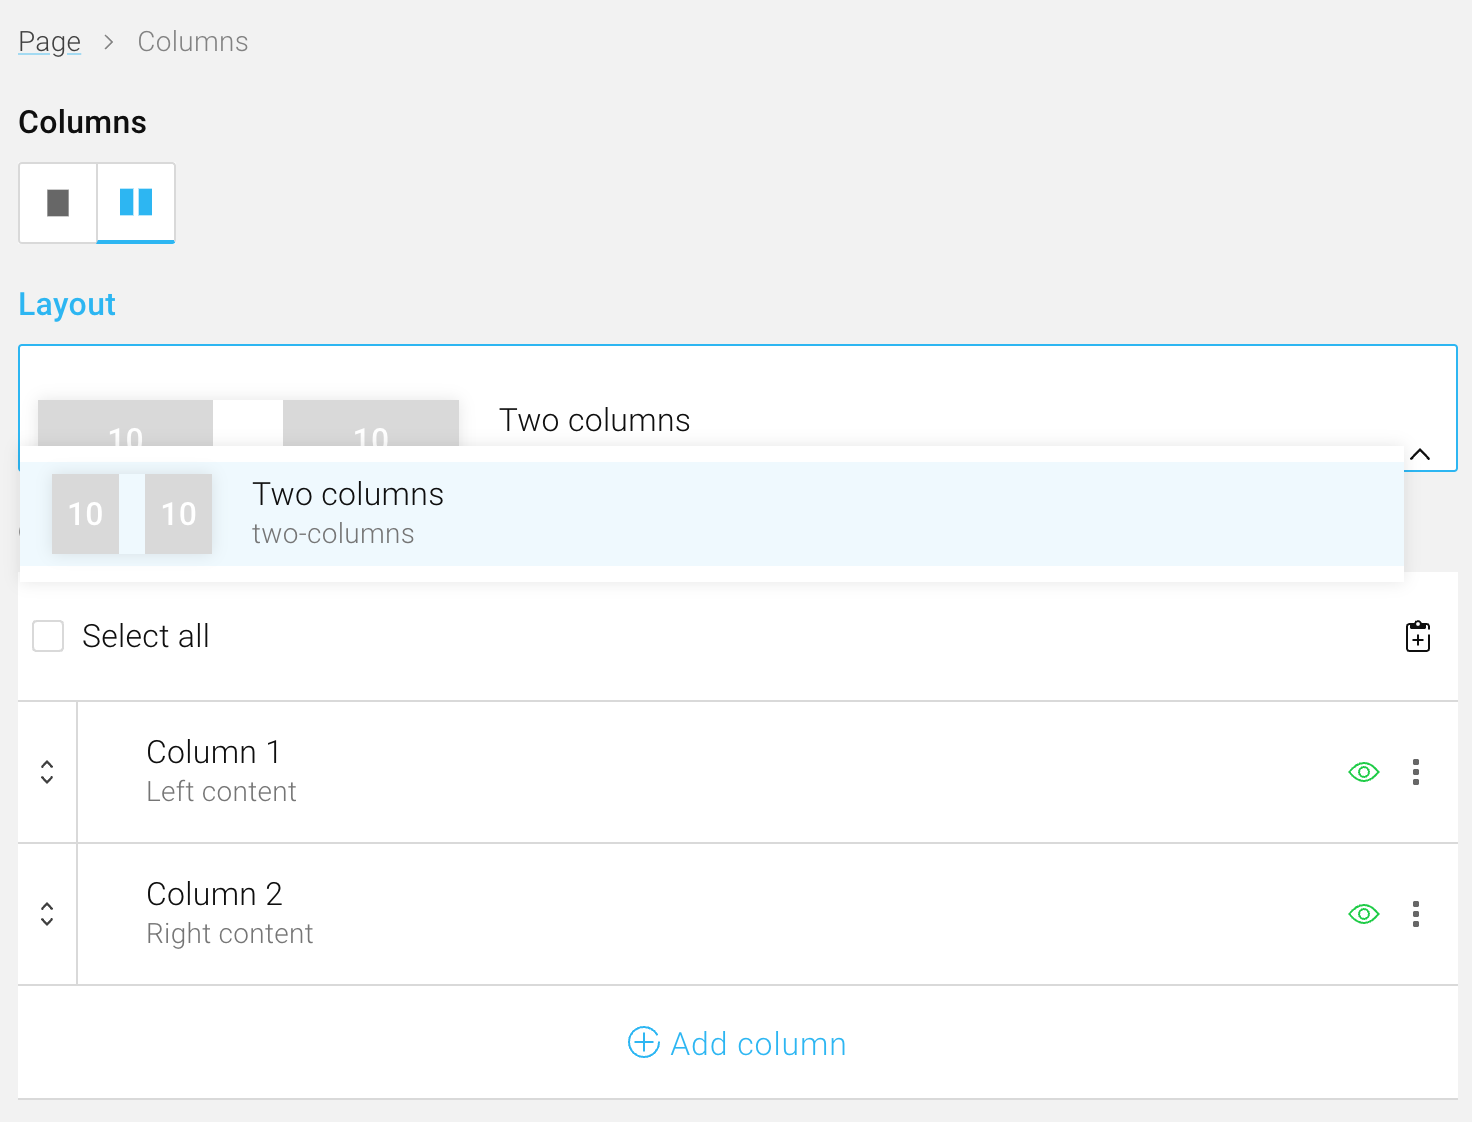 Page > Columns
Columns
Layout
10 10 Two columns
10 10 Two columns
two-columns
Select all
Column 1
Left content
Column 2
Right content
Add column